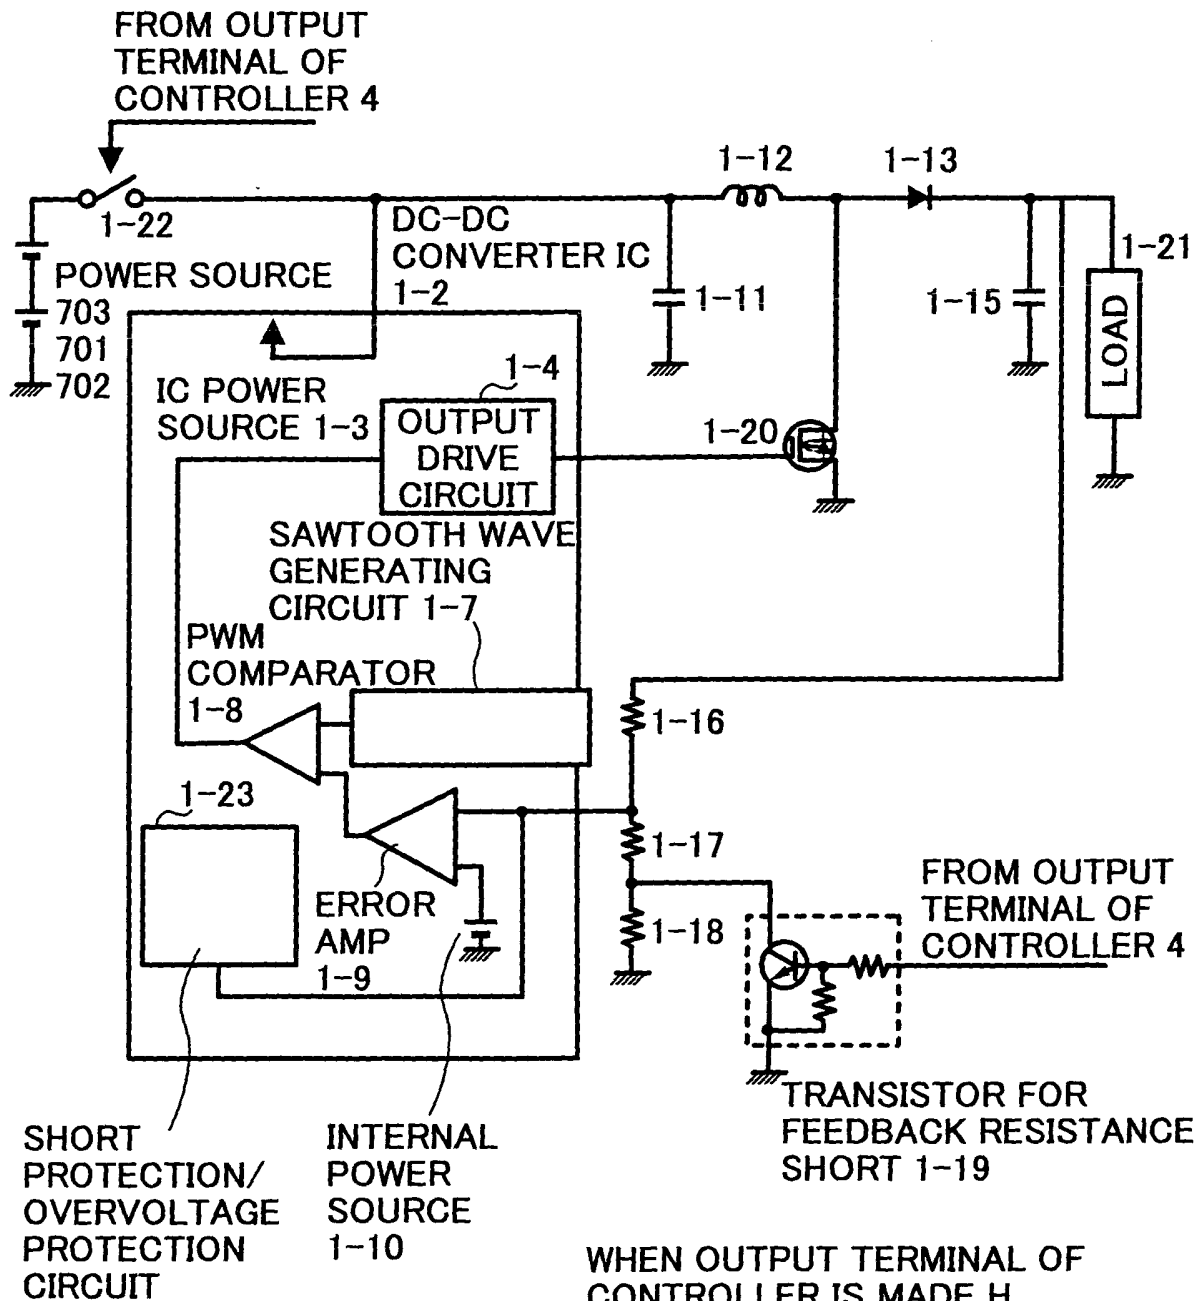 FROM OUTPUT
TERMINAL OF
CONTROLLER 4
1-22
POWER SOURCE
703
701
702
DC-DC
CONVERTER IC
1-2
1-12
1-13
1-11
1-15
1-21
LOAD
IC POWER
SOURCE 1-3
1-4
OUTPUT
DRIVE
CIRCUIT
1-20
SAWTOOTH WAVE
GENERATING
CIRCUIT 1-7
PWM
COMPARATOR
1-8
1-16
1-23
1-17
ERROR
AMP
1-9
1-18
FROM OUTPUT
TERMINAL OF
CONTROLLER 4
TRANSISTOR FOR
FEEDBACK RESISTANCE
SHORT 1-19
SHORT
PROTECTION/
OVERVOLTAGE
PROTECTION
CIRCUIT
INTERNAL
POWER
SOURCE
1-10
WHEN OUTPUT TERMINAL OF
CONTROLLER IS MADE H